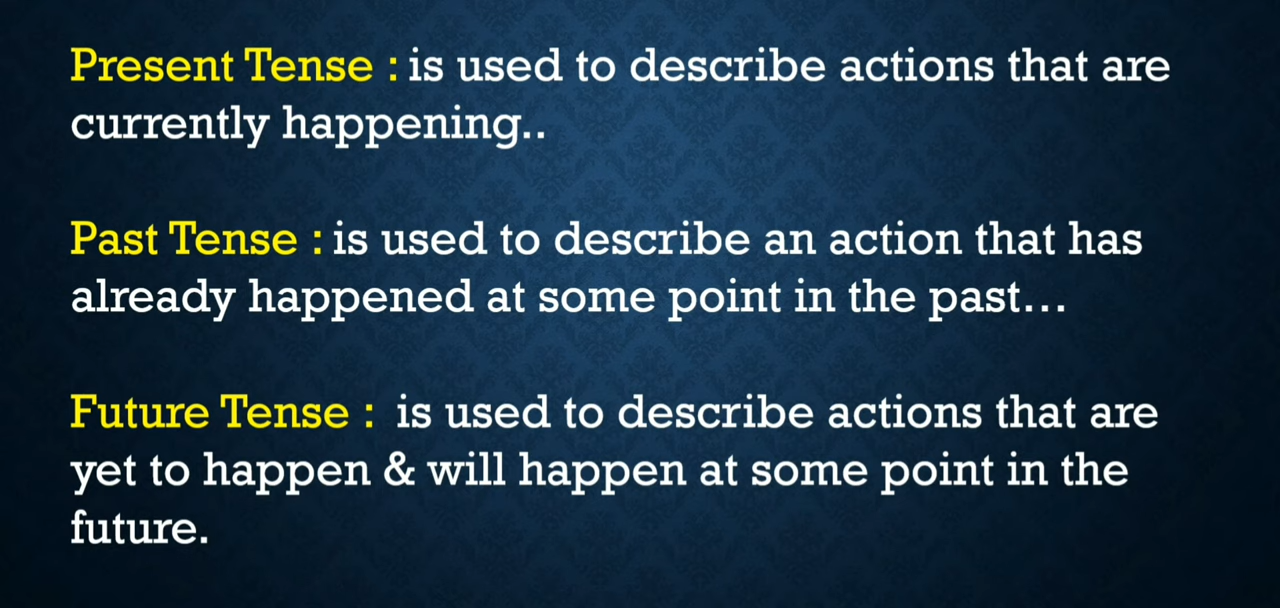 Present Tense : is used to describe actions that are
currently happening..
Past Tense : is used to describe an action that has
already happened at some point in the past...
Future Tense : is used to describe actions that are
yet to happen & will happen at some point in the
future.